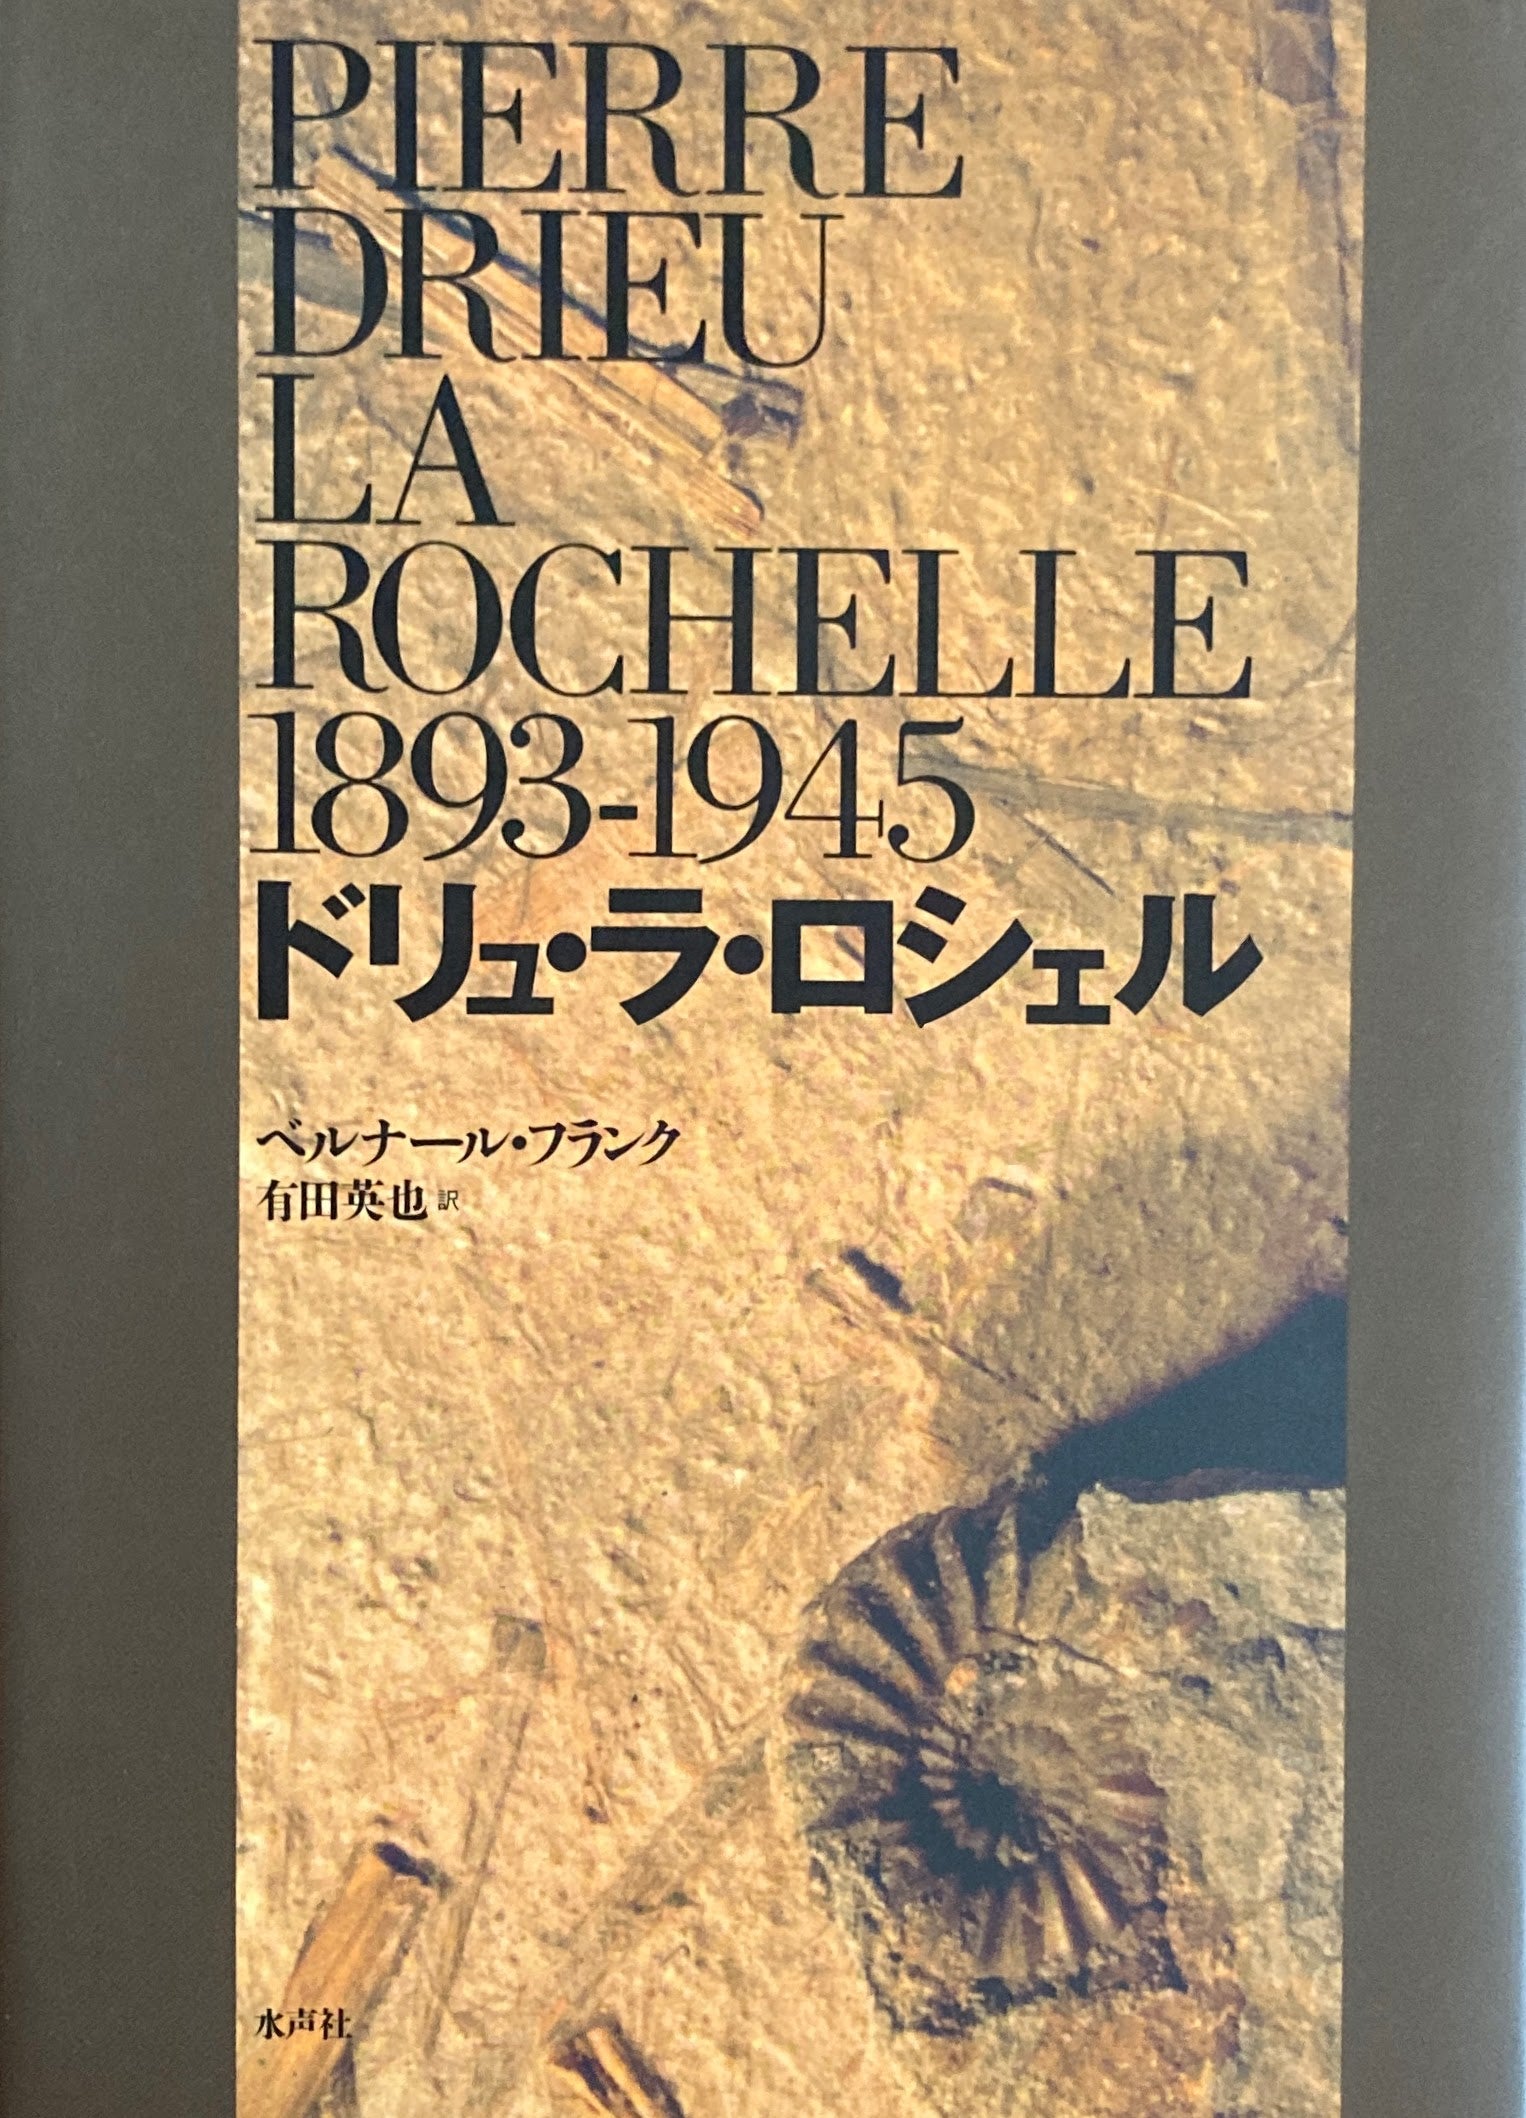 PIERRE
DRIEU
LA
ROCHELLE
1893-1945
ドリュ・ラ・ロシェル
ベルナール・フランク
有田英也 訳
水声社